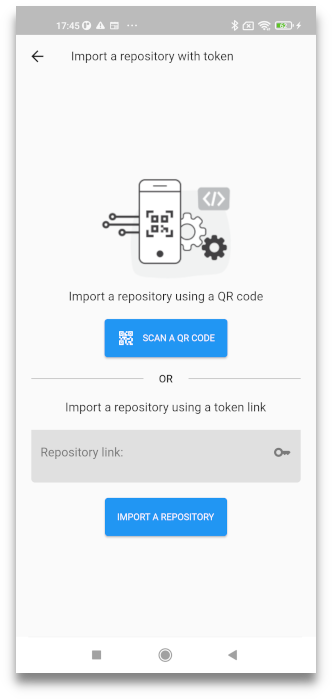 17:45
Import a repository with token
</>
Import a repository using a QR code
SCAN A QR CODE
OR
Import a repository using a token link
Repository link:
IMPORT A REPOSITORY